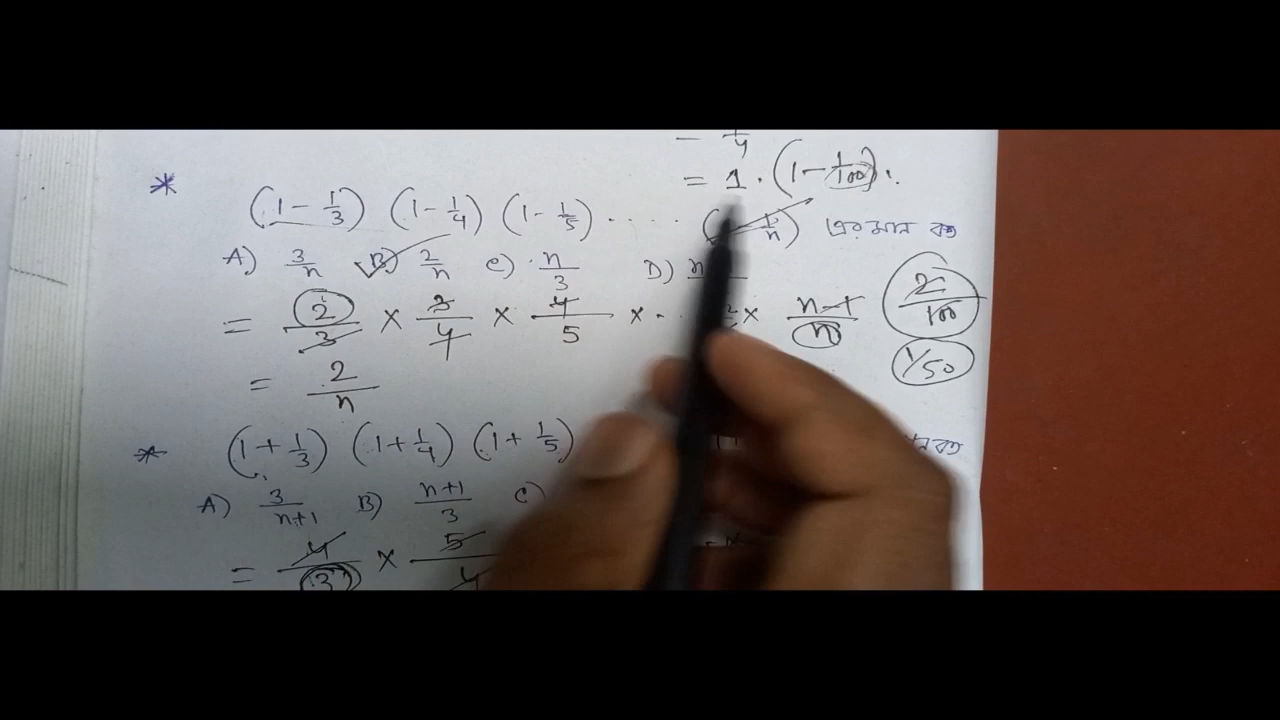 = 1 · (1 - 1/100) .
* (1 - 1/3) (1 - 1/4) (1 - 1/5) ..... 1/n) এর মান কত
A) 3/n B) 2/n C) n/3 D)
= 2/3 × 3/4 × 4/5 × .. × n-1/n 2/100
1/50
= 2/n
* (1 + 1/3) (1 + 1/4) (1 + 1/5) কত
A) 3/n+1 B) n+1/3 C)
= 4/3 × 5/4